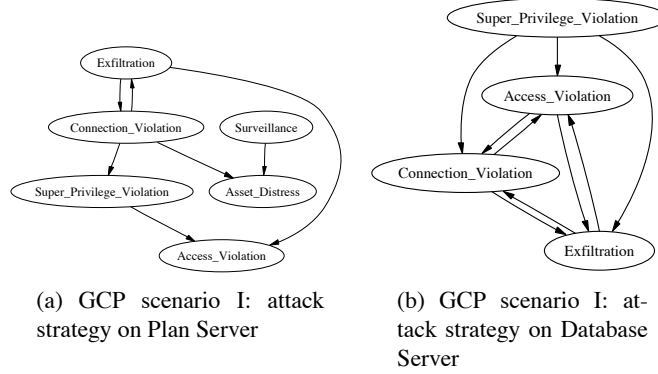 Exfiltration
Connection_Violation
Surveillance
Super_Privilege_Violation
Asset_Distress
Access_Violation
(a) GCP scenario I: attack
strategy on Plan Server
Super_Privilege_Violation
Access_Violation
Connection_Violation
Exfiltration
(b) GCP scenario I: at-
tack strategy on Database
Server